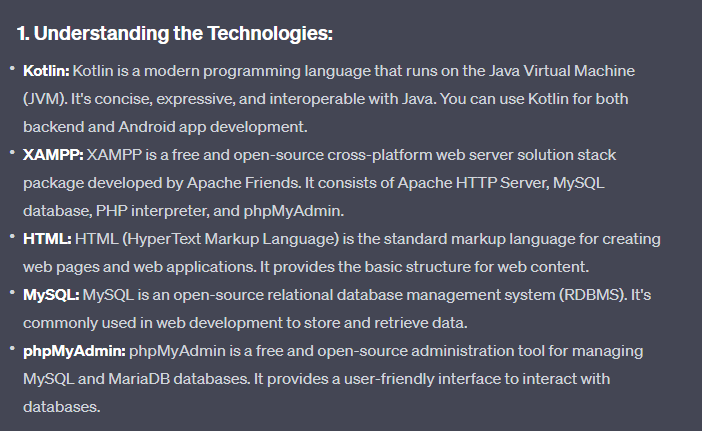 1. Understanding the Technologies:
• Kotlin: Kotlin is a modern programming language that runs on the Java Virtual Machine
(JVM). It's concise, expressive, and interoperable with Java. You can use Kotlin for both
backend and Android app development.
• XAMPP: XAMPP is a free and open-source cross-platform web server solution stack
package developed by Apache Friends. It consists of Apache HTTP Server, MySQL
database, PHP interpreter, and phpMyAdmin.
• HTML: HTML (HyperText Markup Language) is the standard markup language for creating
web pages and web applications. It provides the basic structure for web content.
• MySQL: MySQL is an open-source relational database management system (RDBMS). It's
commonly used in web development to store and retrieve data.
• phpMyAdmin: phpMyAdmin is a free and open-source administration tool for managing
MySQL and MariaDB databases. It provides a user-friendly interface to interact with
databases.